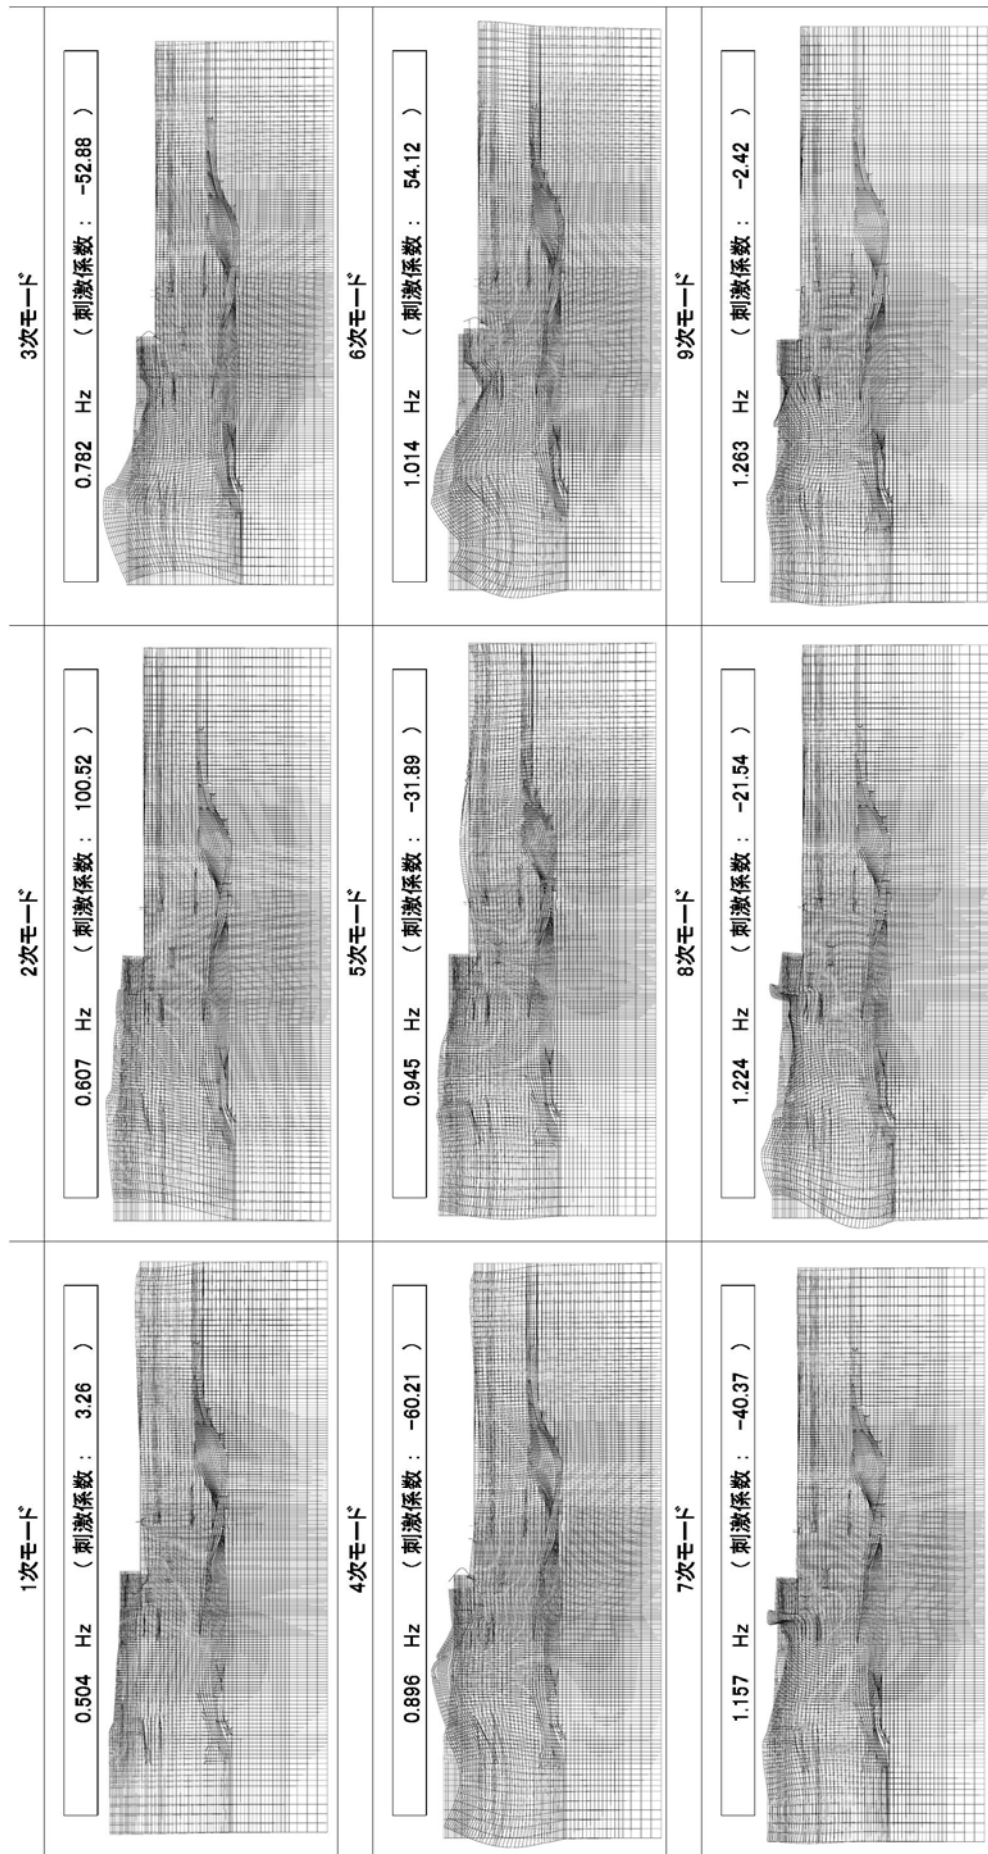 1次モード
0.504 Hz (刺激係数: 3.26 )
2次モード
0.607 Hz (刺激係数: 100.52 )
3次モード
0.782 Hz (刺激係数: -52.88 )
4次モード
0.896 Hz (刺激係数: -60.21 )
5次モード
0.945 Hz (刺激係数: -31.89 )
6次モード
1.014 Hz (刺激係数: 54.12 )
7次モード
1.157 Hz (刺激係数: -40.37 )
8次モード
1.224 Hz (刺激係数: -21.54 )
9次モード
1.263 Hz (刺激係数: -2.42 )